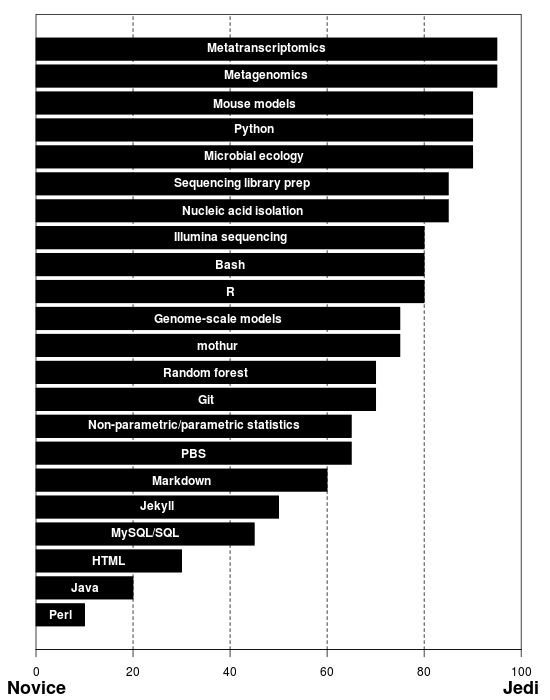 Metatranscriptomics
Metagenomics
Mouse models
Python
Microbial ecology
Sequencing library prep
Nucleic acid isolation
Illumina sequencing
Bash
R
Genome-scale models
mothur
Random forest
Git
Non-parametric/parametric statistics
PBS
Markdown
Jekyll
MySQL/SQL
HTML
Java
Perl
0 20 40 60 80 100
Novice Jedi